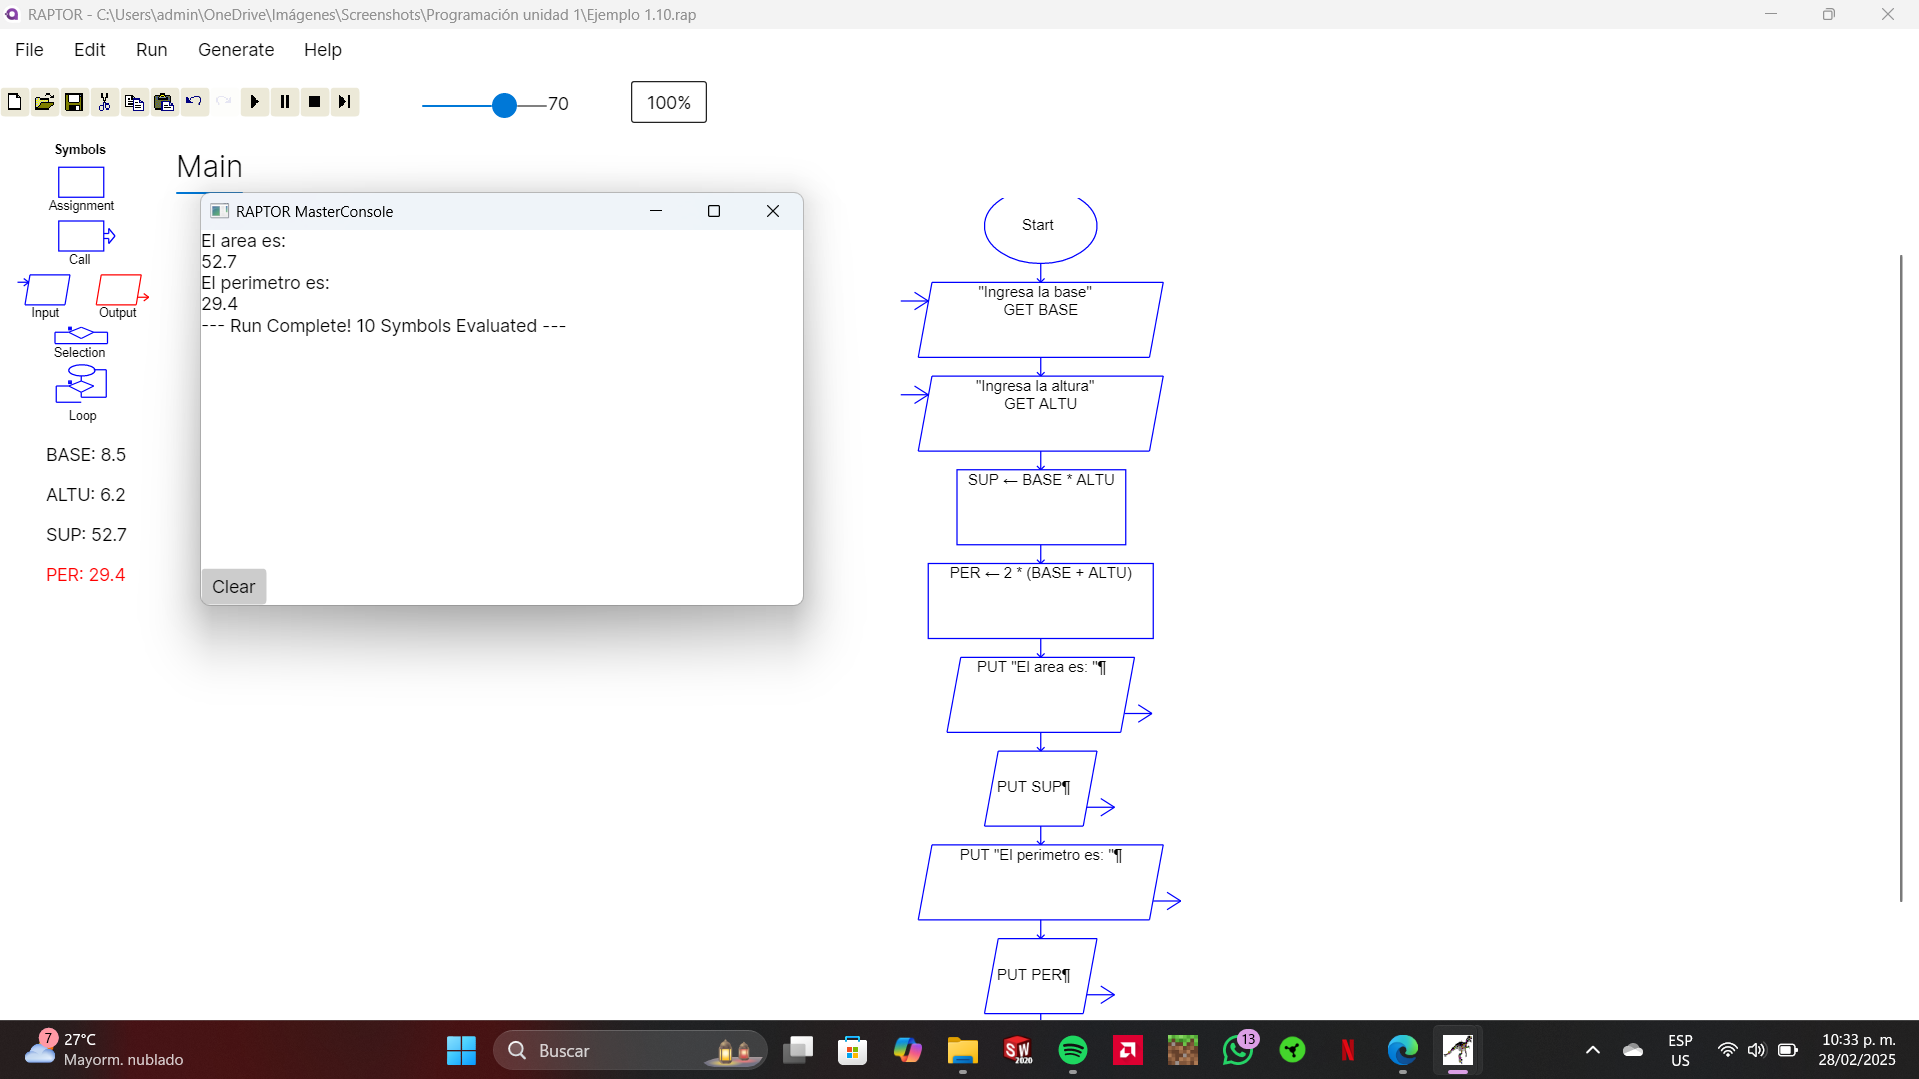 RAPTOR - C:\Users\admin\OneDrive\Imágenes\Screenshots\Programación unidad 1\Ejemplo 1.10.rap
File Edit Run Generate Help
70
100%
Symbols
Assignment
Call
Input Output
Selection
Loop
BASE: 8.5
ALTU: 6.2
SUP: 52.7
PER: 29.4
Main
RAPTOR MasterConsole
El area es:
52.7
El perimetro es:
29.4
--- Run Complete! 10 Symbols Evaluated ---
Clear
Start
"Ingresa la base"
GET BASE
"Ingresa la altura"
GET ALTU
SUP ← BASE * ALTU
PER ← 2 * (BASE + ALTU)
PUT "El area es: "¶
PUT SUP¶
PUT "El perimetro es: "¶
PUT PER¶
7
27°C
Mayorm. nublado
Buscar
SW
2020
13
N
ESP
US
10:33 p. m.
28/02/2025